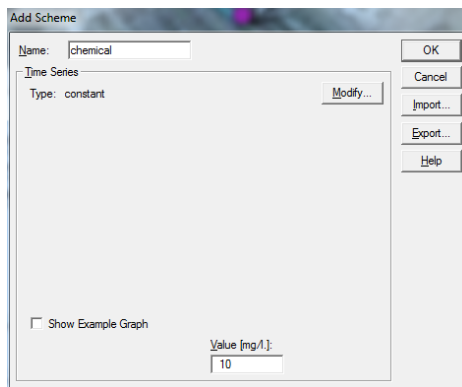 Add Scheme
Name: chemical
OK
Time Series
Cancel
Type: constant
Modify...
Import...
Export...
Help
Show Example Graph
Value [mg/l.]:
10